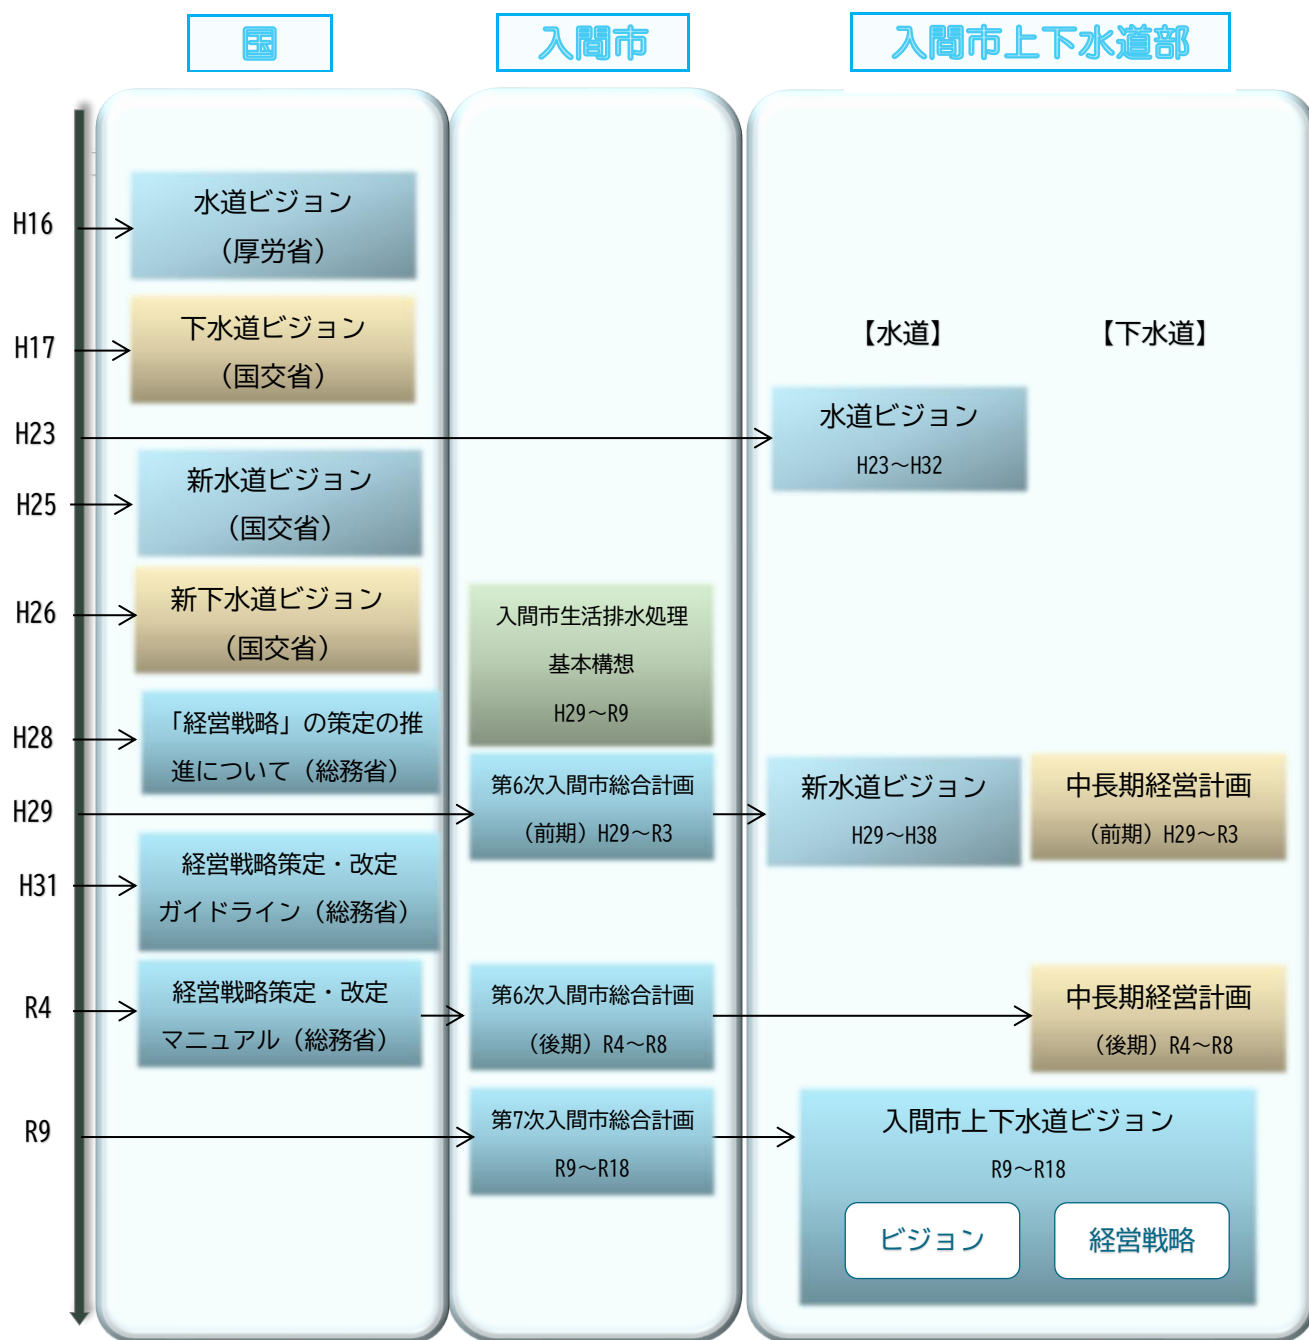 国
入間市
入間市上下水道部
H16
水道ビジョン
（厚労省）
H17
下水道ビジョン
（国交省）
【水道】
【下水道】
H23
水道ビジョン
H23～H32
H25
新水道ビジョン
（国交省）
H26
新下水道ビジョン
（国交省）
入間市生活排水処理
基本構想
H29～R9
H28
「経営戦略」の策定の推
進について（総務省）
H29
第6次入間市総合計画
（前期）H29～R3
新水道ビジョン
H29～H38
中長期経営計画
（前期）H29～R3
H31
経営戦略策定・改定
ガイドライン（総務省）
R4
経営戦略策定・改定
マニュアル（総務省）
第6次入間市総合計画
（後期）R4～R8
中長期経営計画
（後期）R4～R8
R9
第7次入間市総合計画
R9～R18
入間市上下水道ビジョン
R9～R18
ビジョン
経営戦略